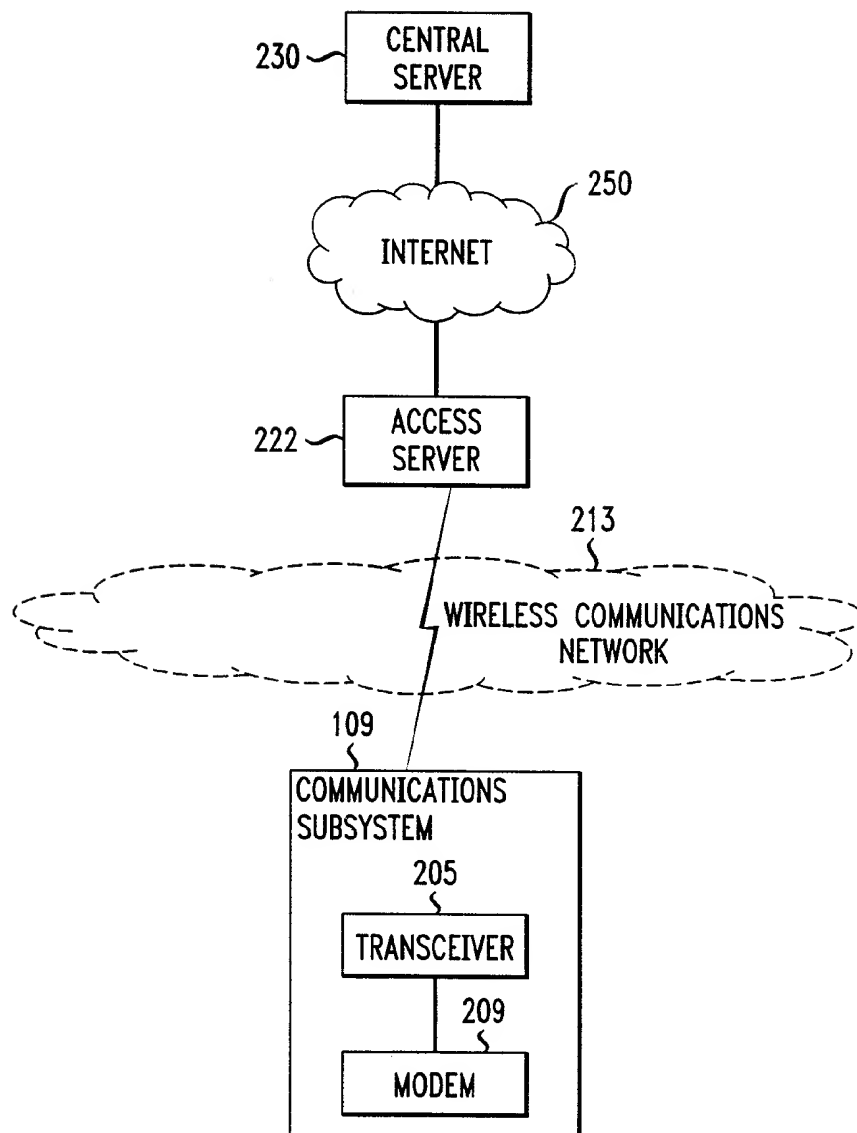 CENTRAL
SERVER
230
250
INTERNET
ACCESS
SERVER
222
213
WIRELESS COMMUNICATIONS
NETWORK
109
COMMUNICATIONS
SUBSYSTEM
205
TRANSCEIVER
209
MODEM